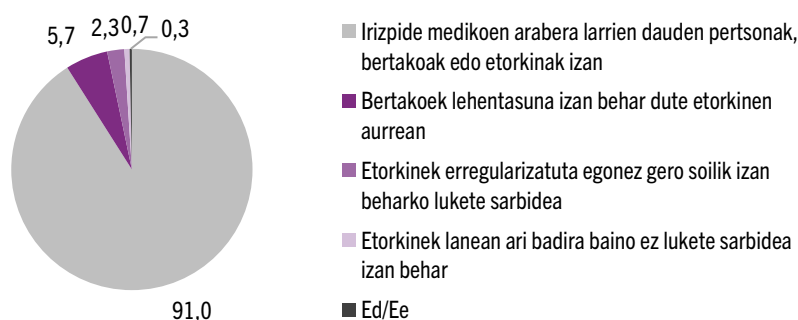 5,7 2,3 0,7 0,3
91,0
Irizpide medikoen arabera larrien dauden pertsonak,
bertakoak edo etorkinak izan
Bertakoek lehentasuna izan behar dute etorkinen
aurrean
Etorkinek erregularizatuta egonez gero soilik izan
beharko lukete sarbidea
Etorkinek lanean ari badira baino ez lukete sarbidea
izan behar
Ed/Ee